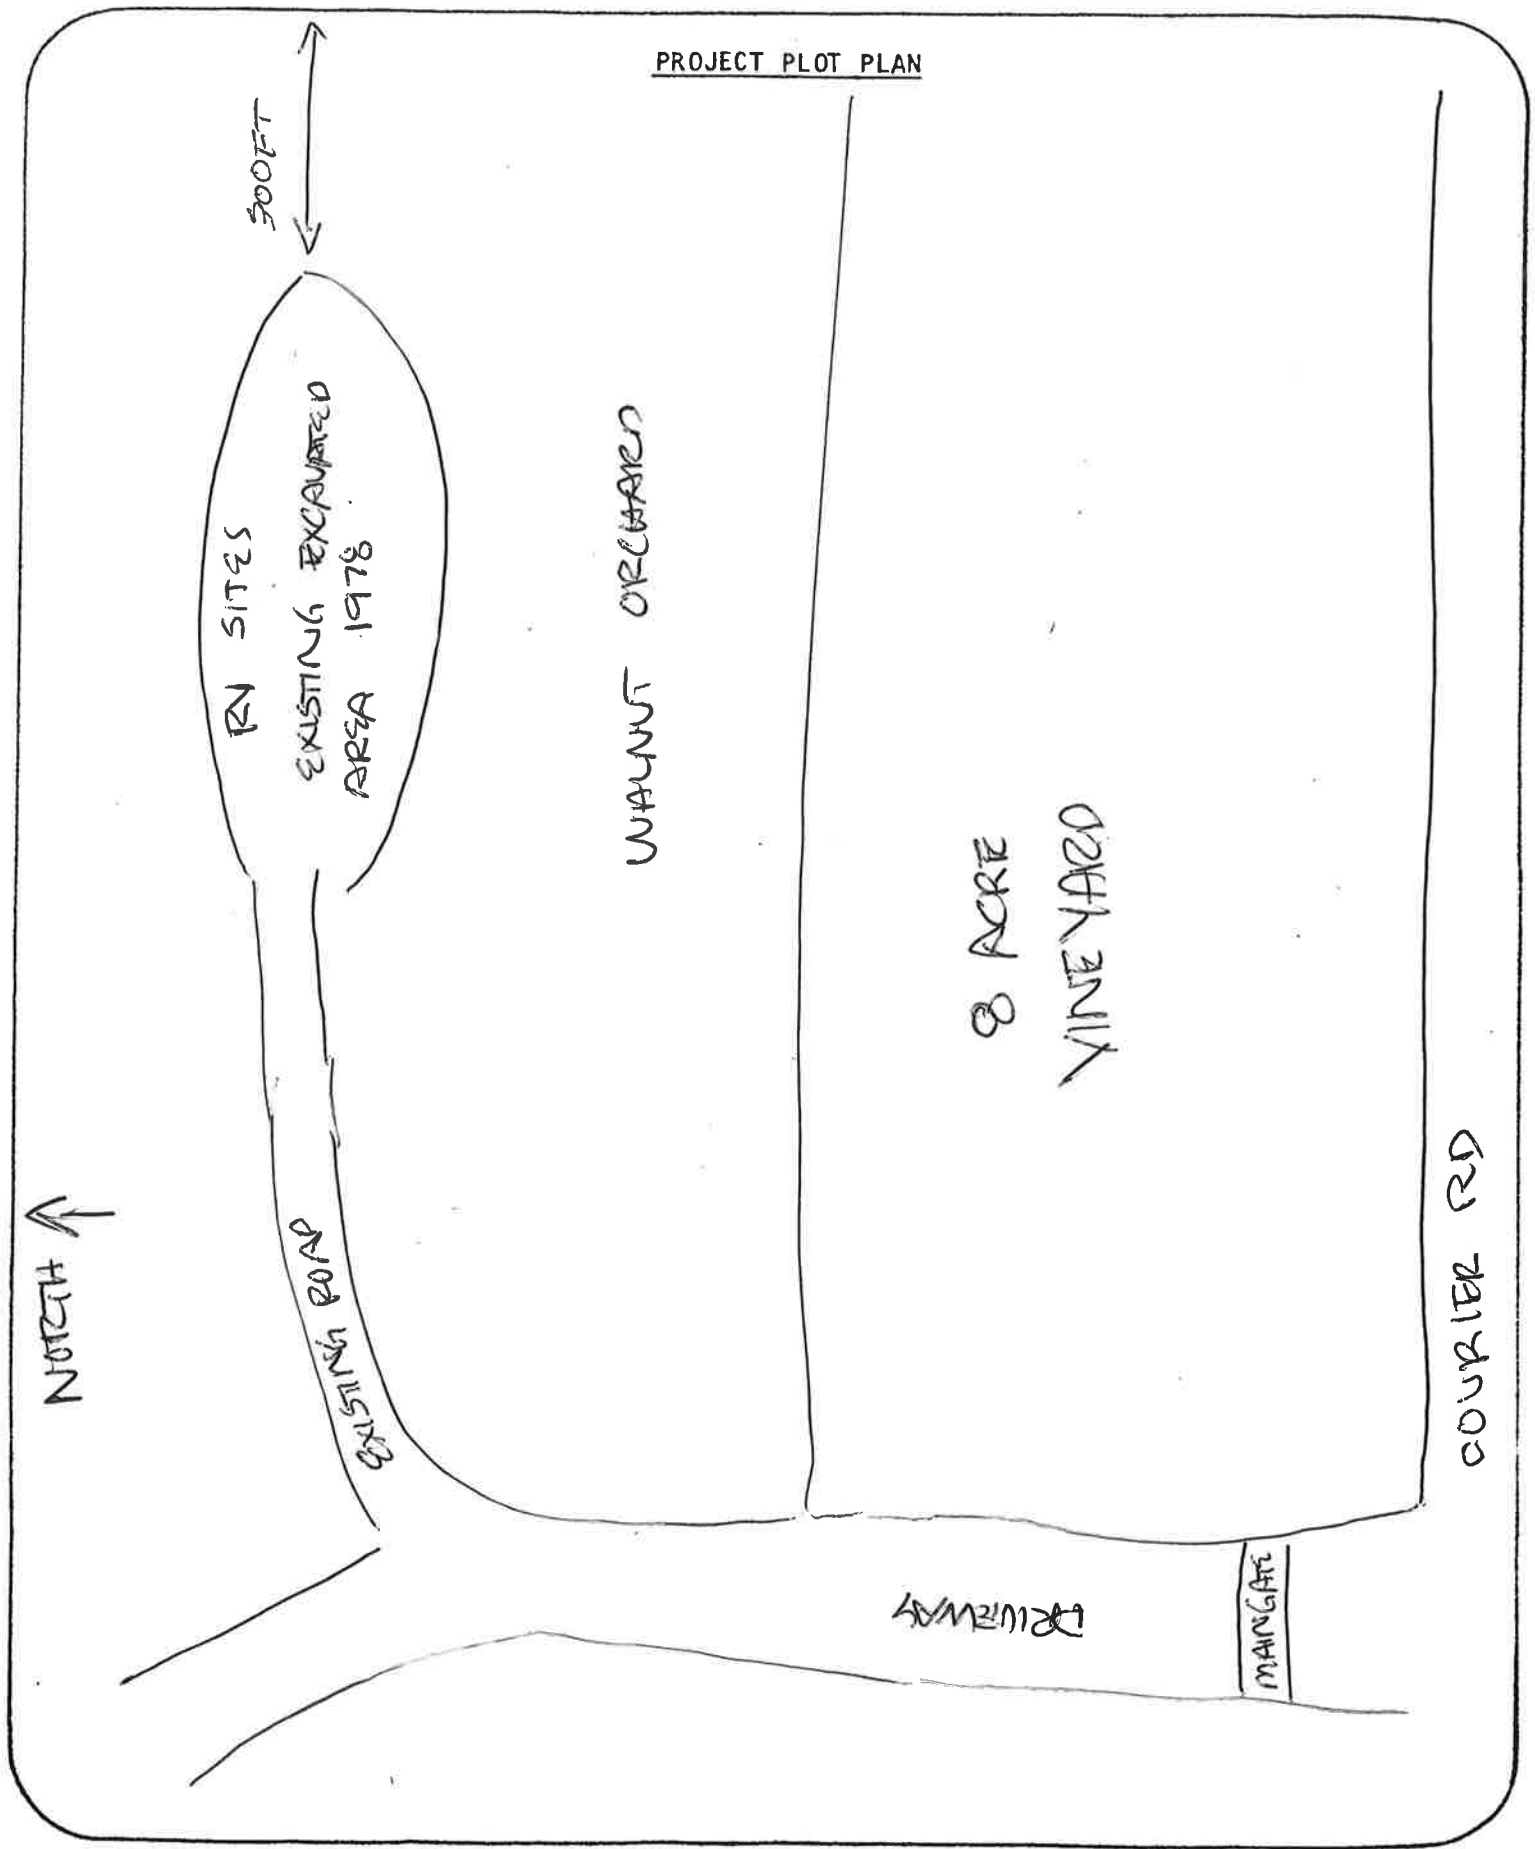 PROJECT PLOT PLAN
300FT
RV SITES
EXISTING EXCAVATED
AREA 1978
WALNUT ORCHARD
8 ACRE
VINEYARD
NORTH
EXISTING ROAD
COURIER RD
DRIVEWAY
MAINGATE